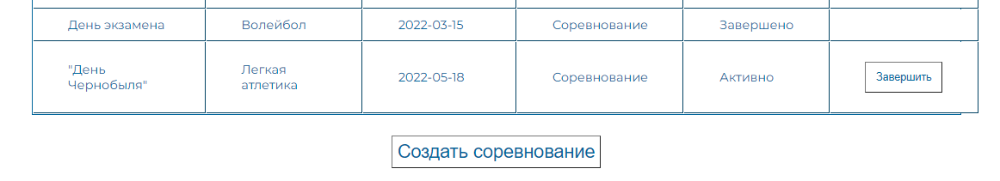 День экзамена Волейбол 2022-03-15 Соревнование Завершено
"День Чернобыля" Легкая атлетика 2022-05-18 Соревнование Активно Завершить
Создать соревнование